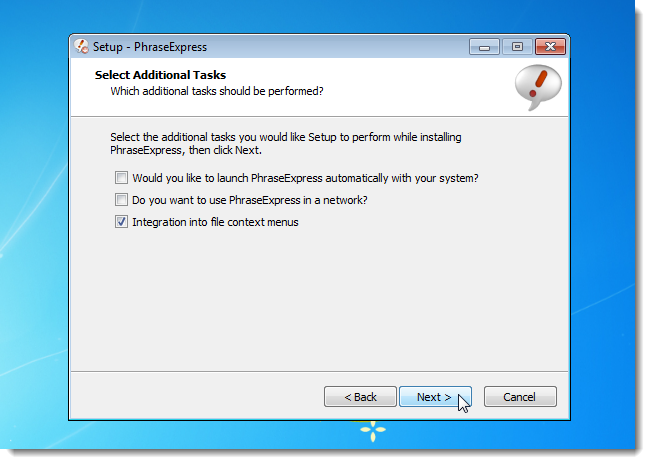 Setup - PhraseExpress
Select Additional Tasks
Which additional tasks should be performed?
Select the additional tasks you would like Setup to perform while installing
PhraseExpress, then click Next.
Would you like to launch PhraseExpress automatically with your system?
Do you want to use PhraseExpress in a network?
Integration into file context menus
< Back
Next >
Cancel